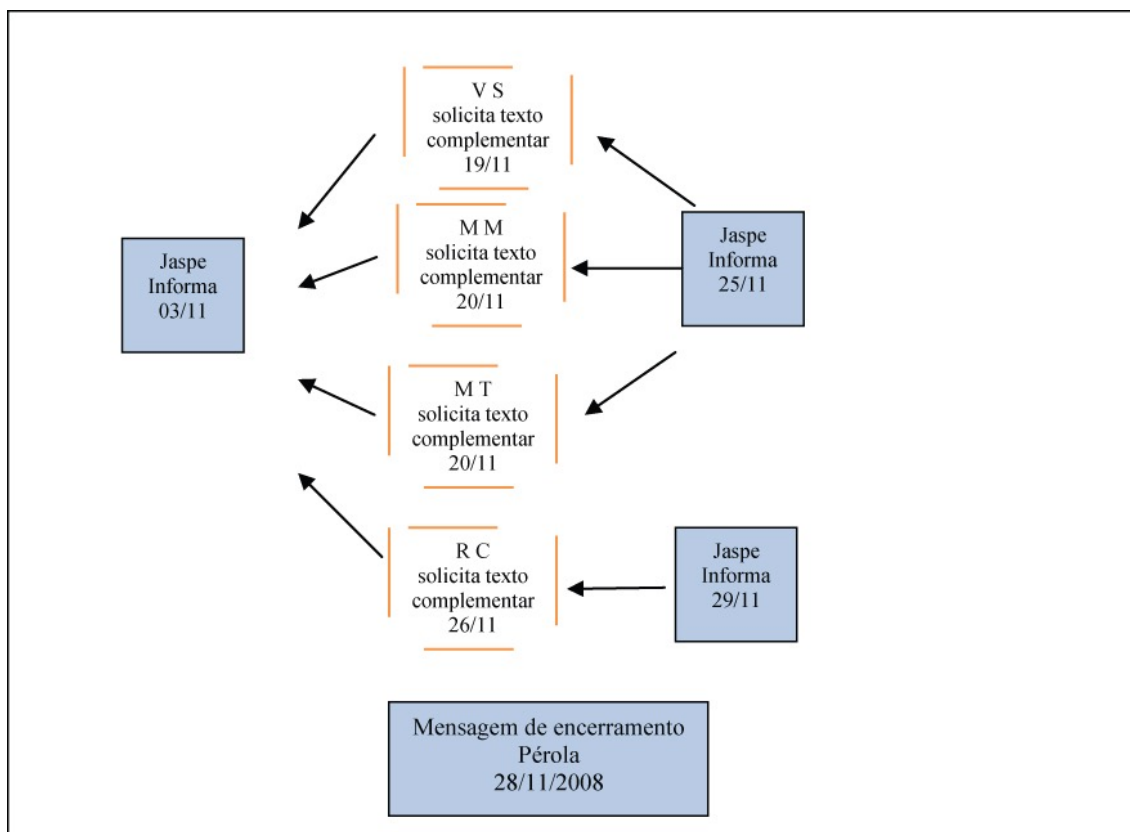 V S
solicita texto
complementar
19/11
M M
solicita texto
complementar
20/11
Jaspe
Informa
25/11
Jaspe
Informa
03/11
M T
solicita texto
complementar
20/11
R C
solicita texto
complementar
26/11
Jaspe
Informa
29/11
Mensagem de encerramento
Pérola
28/11/2008